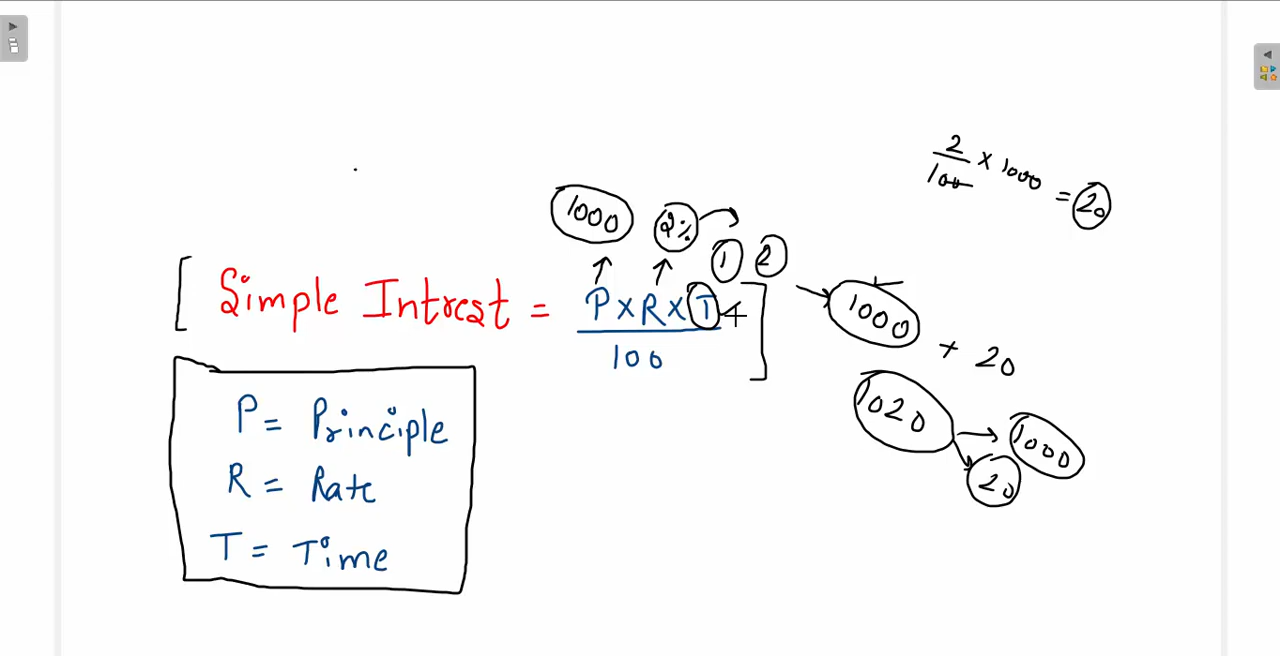 2/100 × 1000 = 20
1000 2%
1 2
[ Simple Intrest = P×R×T / 100 ]
1000
+ 20
1020
1000
20
P = Principle
R = Rate
T = Time